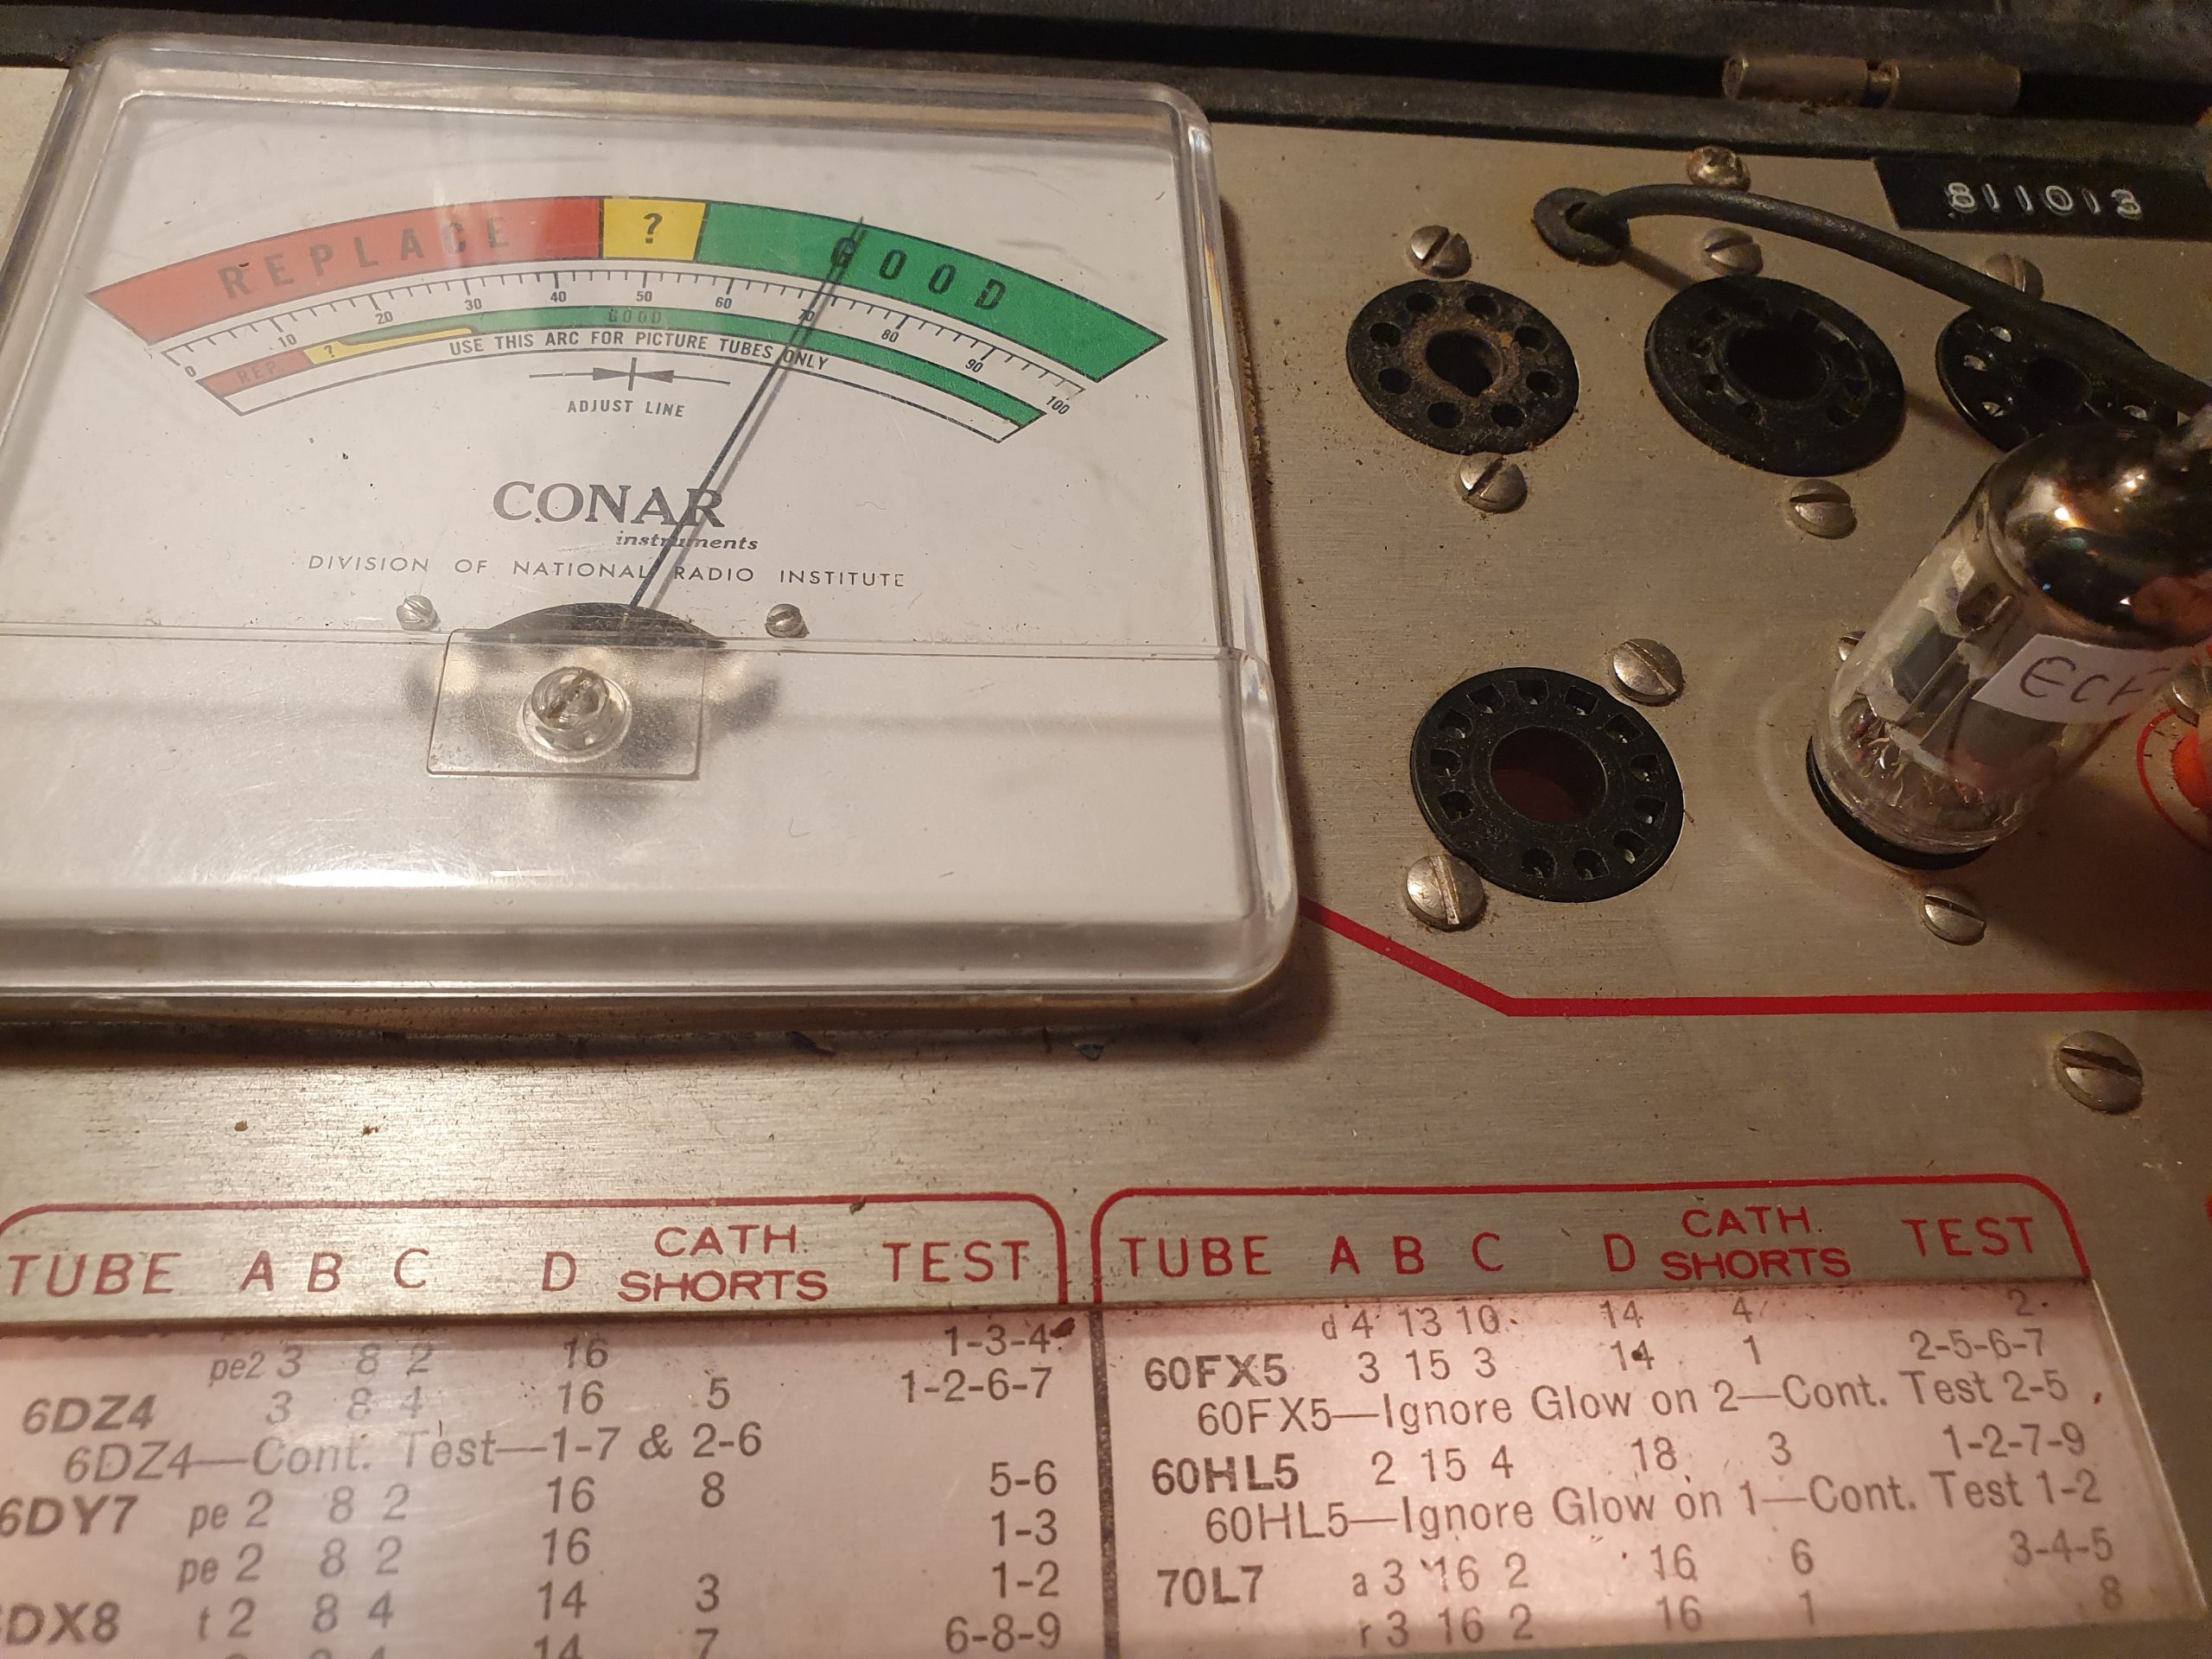 REPLACE ? GOOD
0 10 20 30 40 50 60 70 80 90 100
REP. ? GOOD
USE THIS ARC FOR PICTURE TUBES ONLY
ADJUST LINE
CONAR
instruments
DIVISION OF NATIONAL RADIO INSTITUTE
811013
TUBE A B C D CATH. SHORTS TEST
pe2 3 8 2 16 1-3-4
6DZ4 3 8 4 16 5 1-2-6-7
6DZ4—Cont. Test—1-7 & 2-6
6DY7 pe 2 8 2 16 8 5-6
pe 2 8 2 16 1-3
DX8 t 2 8 4 14 3 1-2
14 7 6-8-9
TUBE A B C D CATH. SHORTS TEST
d 4 13 10 14 4 2
60FX5 3 15 3 14 1 2-5-6-7
60FX5—Ignore Glow on 2—Cont. Test 2-5
60HL5 2 15 4 18 3 1-2-7-9
60HL5—Ignore Glow on 1—Cont. Test 1-2
70L7 a 3 16 2 16 6 3-4-5
r 3 16 2 16 1 8